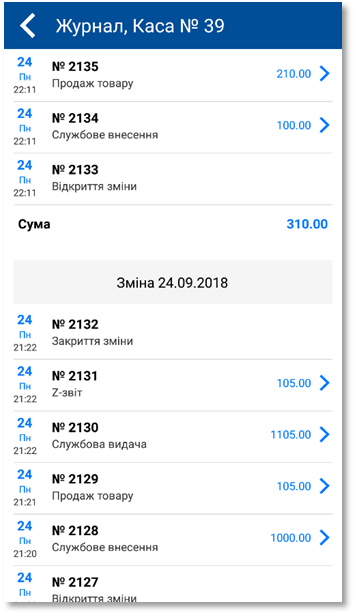 Журнал, Каса № 39
24 № 2135
Пн 210.00
22:11 Продаж товару
24 № 2134
Пн 100.00
22:11 Службове внесення
24 № 2133
Пн
22:11 Відкриття зміни
Сума 310.00
Зміна 24.09.2018
24 № 2132
Пн
21:22 Закриття зміни
24 № 2131
Пн 105.00
21:22 Z-звіт
24 № 2130
Пн 1105.00
21:22 Службова видача
24 № 2129
Пн 105.00
21:21 Продаж товару
24 № 2128
Пн 1000.00
21:20 Службове внесення
24 № 2127
Пн Відкриття зміни